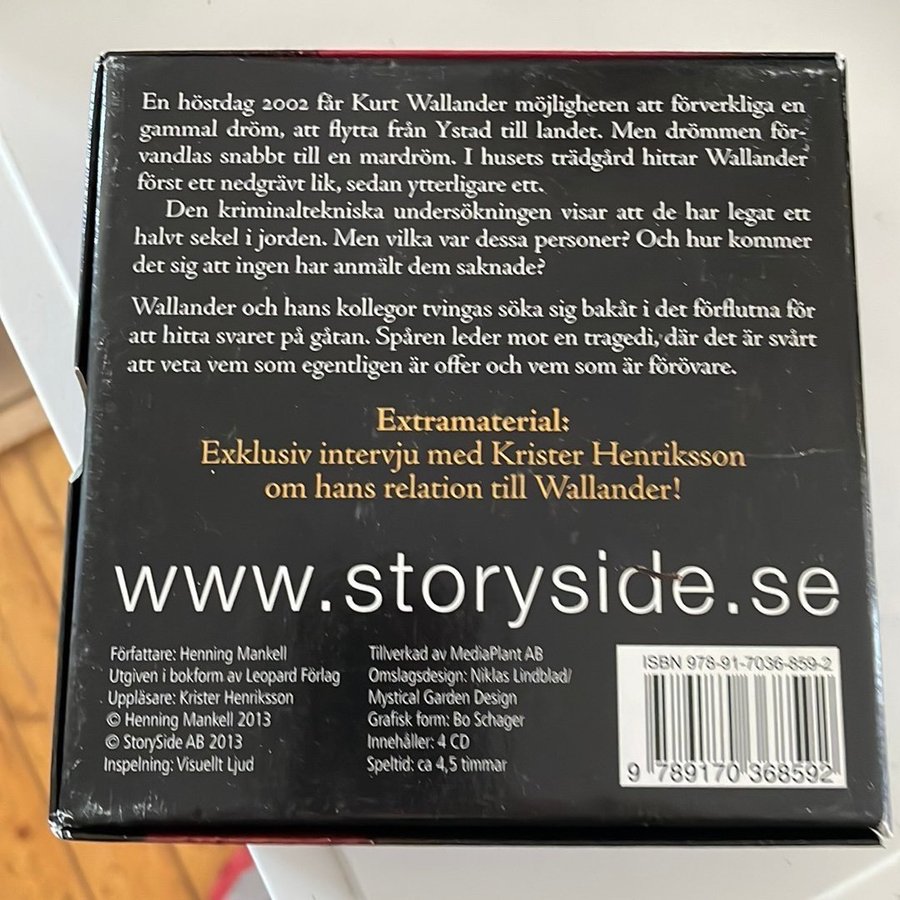 En höstdag 2002 får Kurt Wallander möjligheten att förverkliga en
gammal dröm, att flytta från Ystad till landet. Men drömmen för-
vandlas snabbt till en mardröm. I husets trädgård hittar Wallander
först ett nedgrävt lik, sedan ytterligare ett.
Den kriminaltekniska undersökningen visar att de har legat ett
halvt sekel i jorden. Men vilka var dessa personer? Och hur kommer
det sig att ingen har anmält dem saknade?
Wallander och hans kollegor tvingas söka sig bakåt i det förflutna för
att hitta svaret på gåtan. Spåren leder mot en tragedi, där det är svårt
att veta vem som egentligen är offer och vem som är förövare.
Extramaterial:
Exklusiv intervju med Krister Henriksson
om hans relation till Wallander!
www.storyside.se
Författare: Henning Mankell
Utgiven i bokform av Leopard Förlag
Uppläsare: Krister Henriksson
© Henning Mankell 2013
© StorySide AB 2013
Inspelning: Visuellt Ljud
Tillverkad av MediaPlant AB
Omslagsdesign: Niklas Lindblad/
Mystical Garden Design
Grafisk form: Bo Schager
Innehåller: 4 CD
Speltid: ca 4,5 timmar
ISBN 978-91-7036-859-2
9 789170 368592